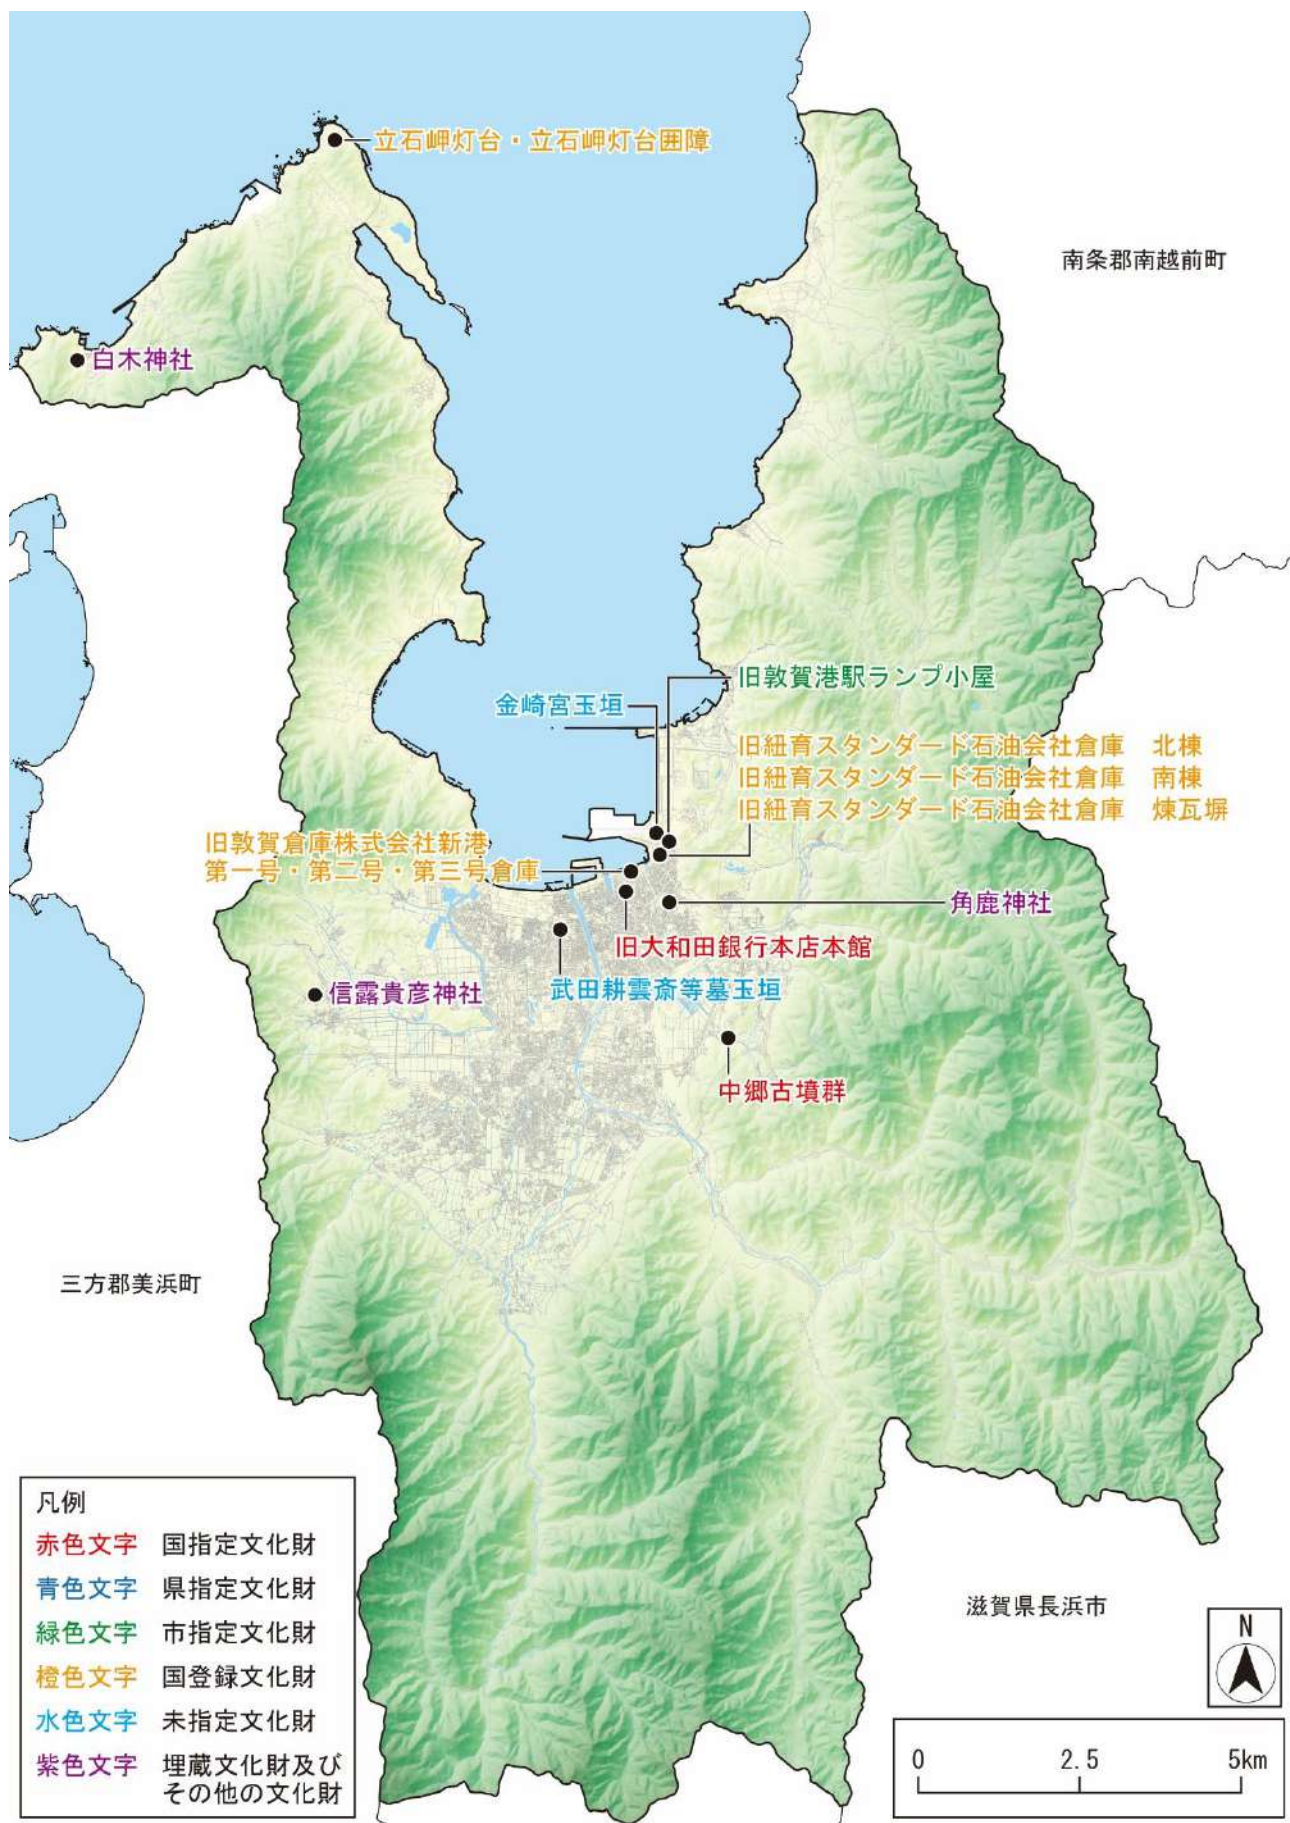 立石岬灯台・立石岬灯台囲障
南条郡南越前町
白木神社
旧敦賀港駅ランプ小屋
金崎宮玉垣
旧紐育スタンダード石油会社倉庫　北棟
旧紐育スタンダード石油会社倉庫　南棟
旧紐育スタンダード石油会社倉庫　煉瓦塀
旧敦賀倉庫株式会社新港
第一号・第二号・第三号倉庫
角鹿神社
旧大和田銀行本店本館
武田耕雲斎等墓玉垣
信露貴彦神社
中郷古墳群
三方郡美浜町
滋賀県長浜市
凡例
赤色文字　国指定文化財
青色文字　県指定文化財
緑色文字　市指定文化財
橙色文字　国登録文化財
水色文字　未指定文化財
紫色文字　埋蔵文化財及び
その他の文化財
N
0 2.5 5km